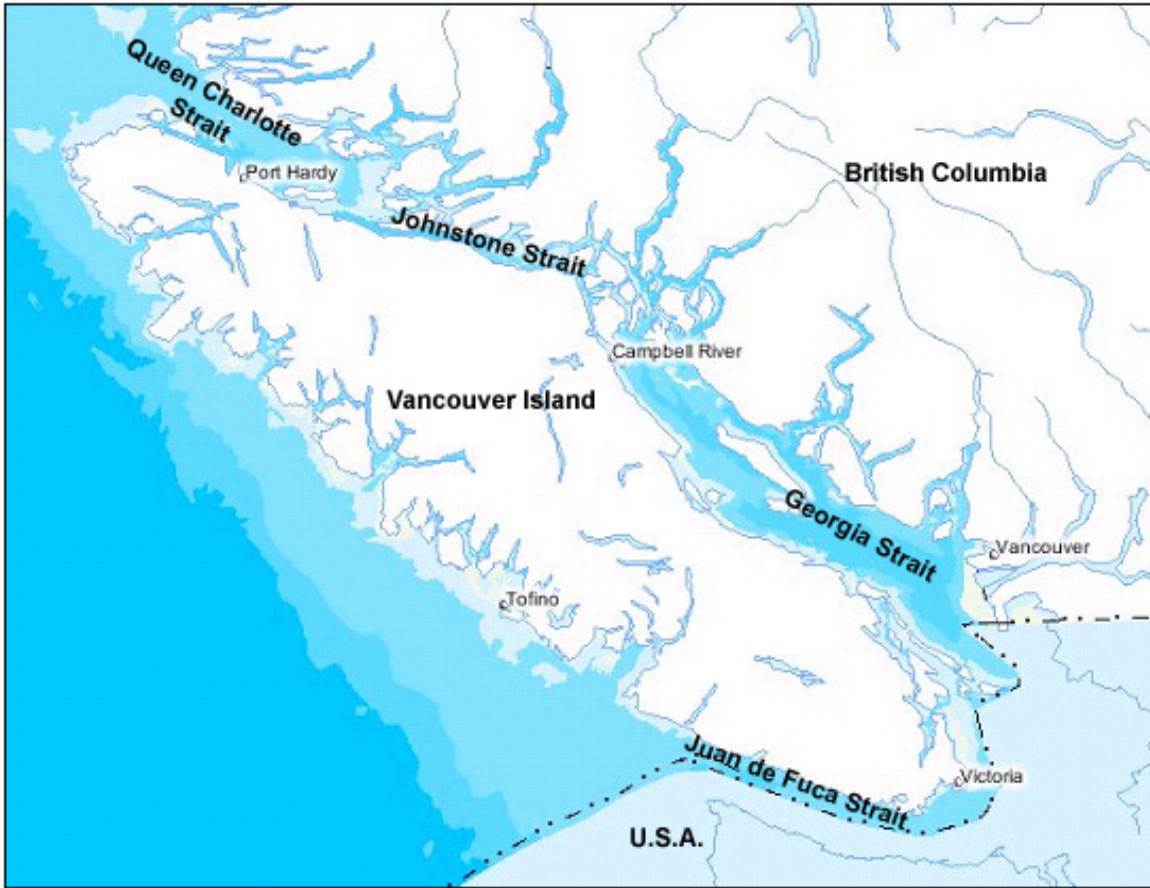 Queen Charlotte
Strait
Port Hardy
British Columbia
Johnstone Strait
Campbell River
Vancouver Island
Georgia Strait
Vancouver
Tofino
Juan de Fuca Strait
Victoria
U.S.A.